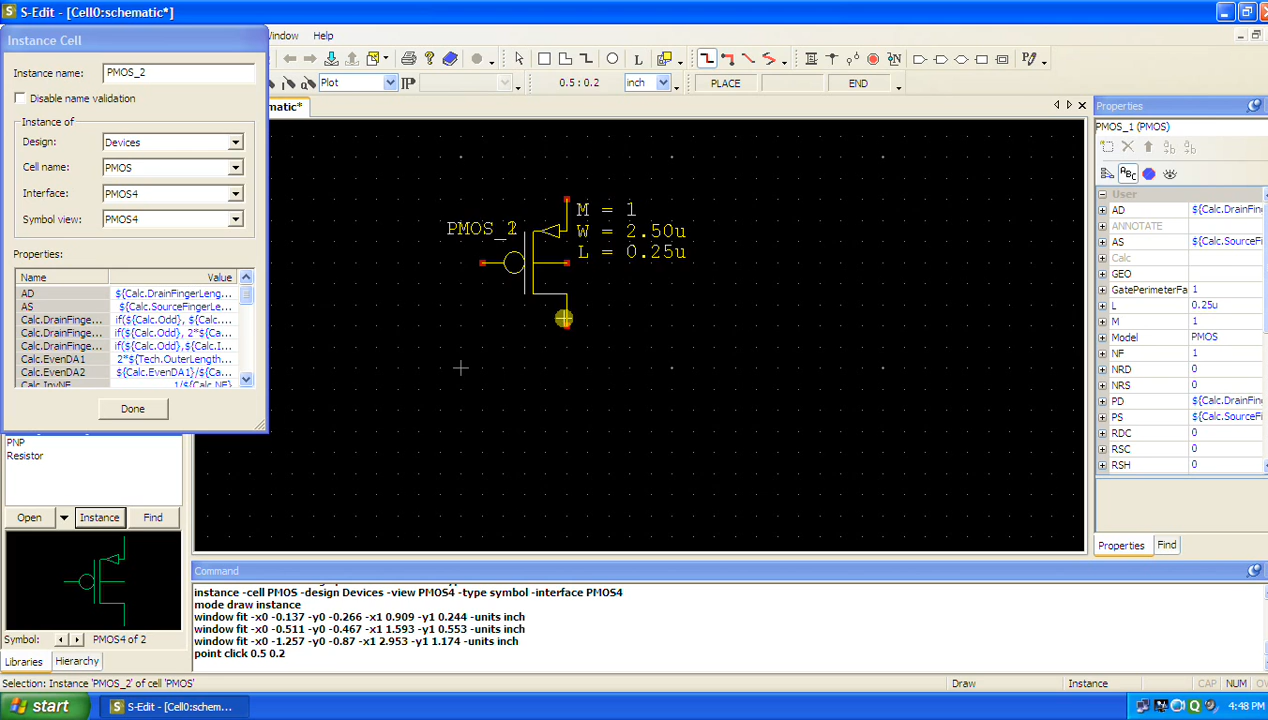 S-Edit - [Cell0:schematic*]
Instance Cell
Window
Help
Instance name:
PMOS_2
Disable name validation
Instance of
Design:
Devices
Cell name:
PMOS
Interface:
PMOS4
Symbol view:
PMOS4
Properties:
Name
Value
AD
${Calc.DrainFingerLeng...
AS
${Calc.SourceFingerLe...
Calc.DrainFinge...
if(${Calc.Odd}, ${Calc...
Calc.DrainFinge...
if(${Calc.Odd}, 2*${Ca...
Calc.DrainFinge...
if(${Calc.Odd},${Calc.I...
Calc.EvenDA1
2*${Tech.OuterLength...
Calc.EvenDA2
${Calc.EvenDA1}/${Ca...
Calc.InvNF
1/${Calc.NF}
Done
PNP
Resistor
Open
Instance
Find
Symbol:
PMOS4 of 2
Libraries
Hierarchy
Plot
0.5 : 0.2
inch
PLACE
END
matic*
M = 1
W = 2.50u
L = 0.25u
Properties
PMOS_1 (PMOS)
User
AD
${Calc.DrainFin
ANNOTATE
AS
${Calc.SourceFi
Calc
GEO
GatePerimeterFa
1
L
0.25u
M
1
Model
PMOS
NF
1
NRD
0
NRS
0
PD
${Calc.DrainFin
PS
${Calc.SourceFi
RDC
0
RSC
0
RSH
0
Properties
Find
Command
instance -cell PMOS -design Devices -view PMOS4 -type symbol -interface PMOS4
mode draw instance
window fit -x0 -0.137 -y0 -0.266 -x1 0.909 -y1 0.244 -units inch
window fit -x0 -0.511 -y0 -0.467 -x1 1.593 -y1 0.553 -units inch
window fit -x0 -1.257 -y0 -0.87 -x1 2.953 -y1 1.174 -units inch
point click 0.5 0.2
Selection: Instance 'PMOS_2' of cell 'PMOS'
Draw
Instance
CAP
NUM
start
S-Edit - [Cell0:schem...
4:48 PM